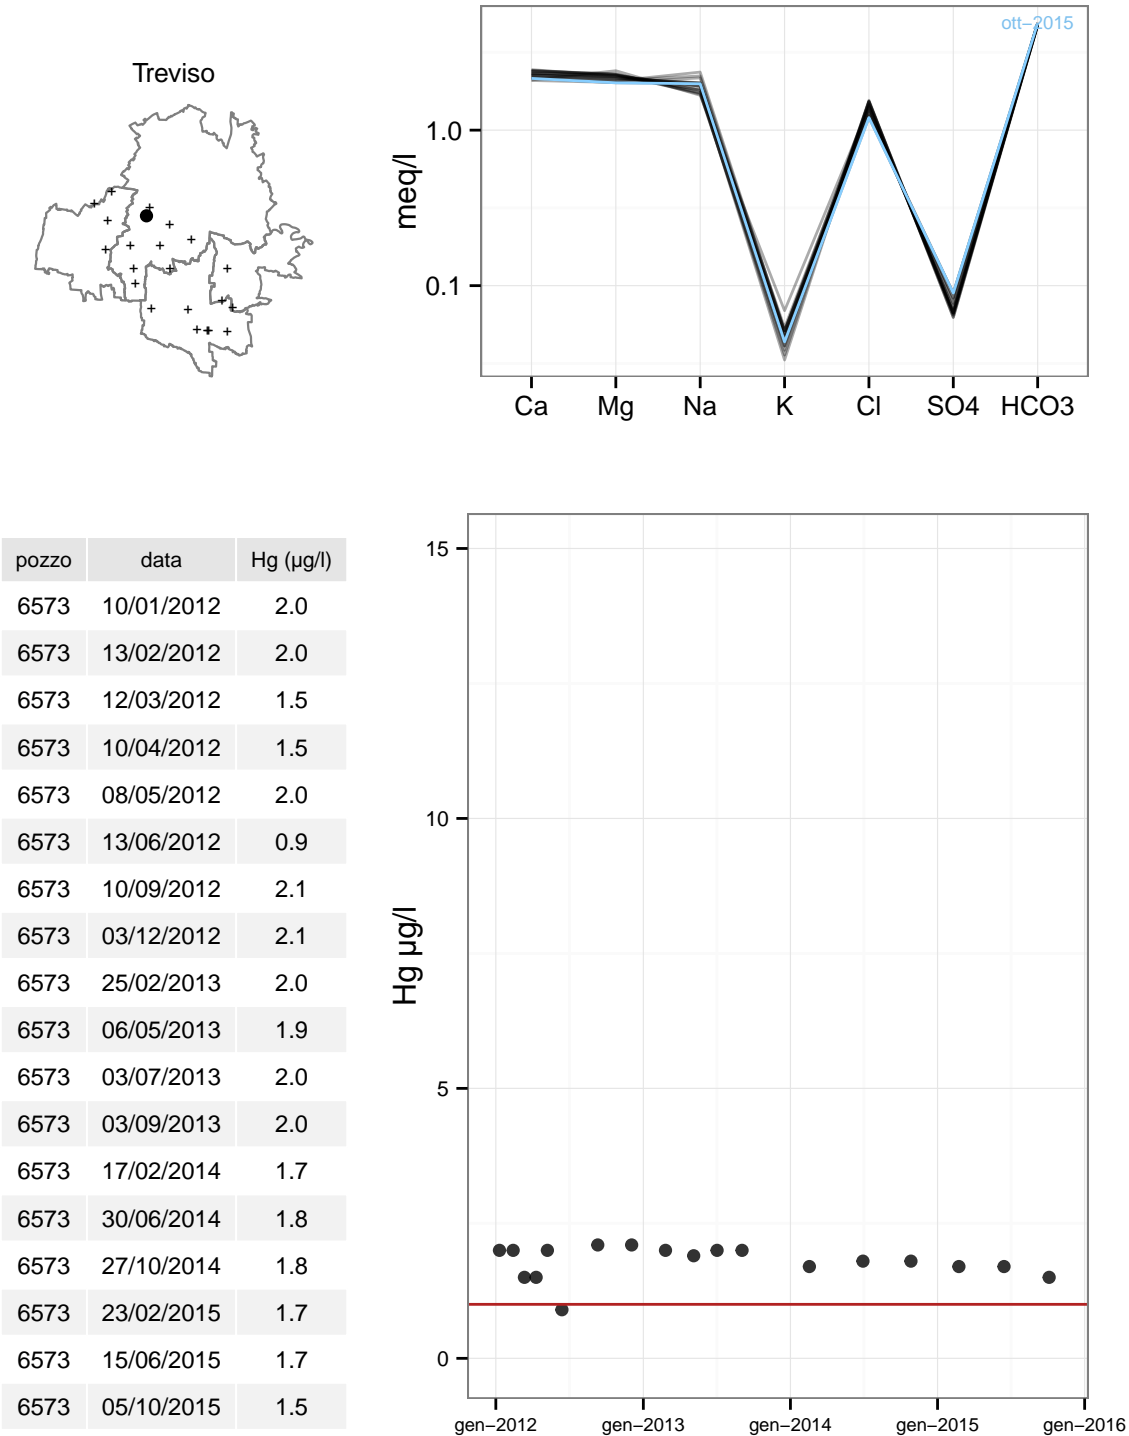 Treviso
ott−2015
meq/l
1.0
0.1
Ca Mg Na K Cl SO4 HCO3
pozzo data Hg (µg/l)
6573 10/01/2012 2.0
6573 13/02/2012 2.0
6573 12/03/2012 1.5
6573 10/04/2012 1.5
6573 08/05/2012 2.0
6573 13/06/2012 0.9
6573 10/09/2012 2.1
6573 03/12/2012 2.1
6573 25/02/2013 2.0
6573 06/05/2013 1.9
6573 03/07/2013 2.0
6573 03/09/2013 2.0
6573 17/02/2014 1.7
6573 30/06/2014 1.8
6573 27/10/2014 1.8
6573 23/02/2015 1.7
6573 15/06/2015 1.7
6573 05/10/2015 1.5
Hg µg/l
15
10
5
0
gen−2012 gen−2013 gen−2014 gen−2015 gen−2016